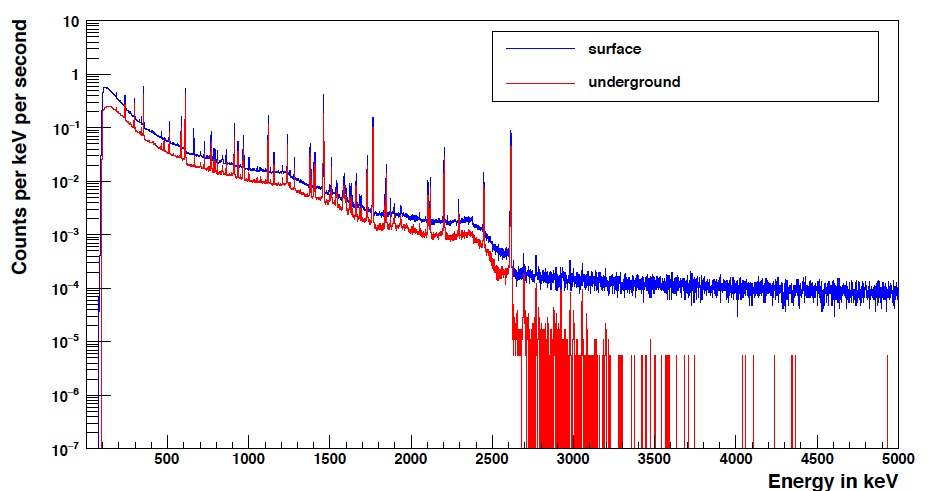 Counts per keV per second
10
1
10⁻¹
10⁻²
10⁻³
10⁻⁴
10⁻⁵
10⁻⁶
10⁻⁷
surface
underground
500 1000 1500 2000 2500 3000 3500 4000 4500 5000
Energy in keV